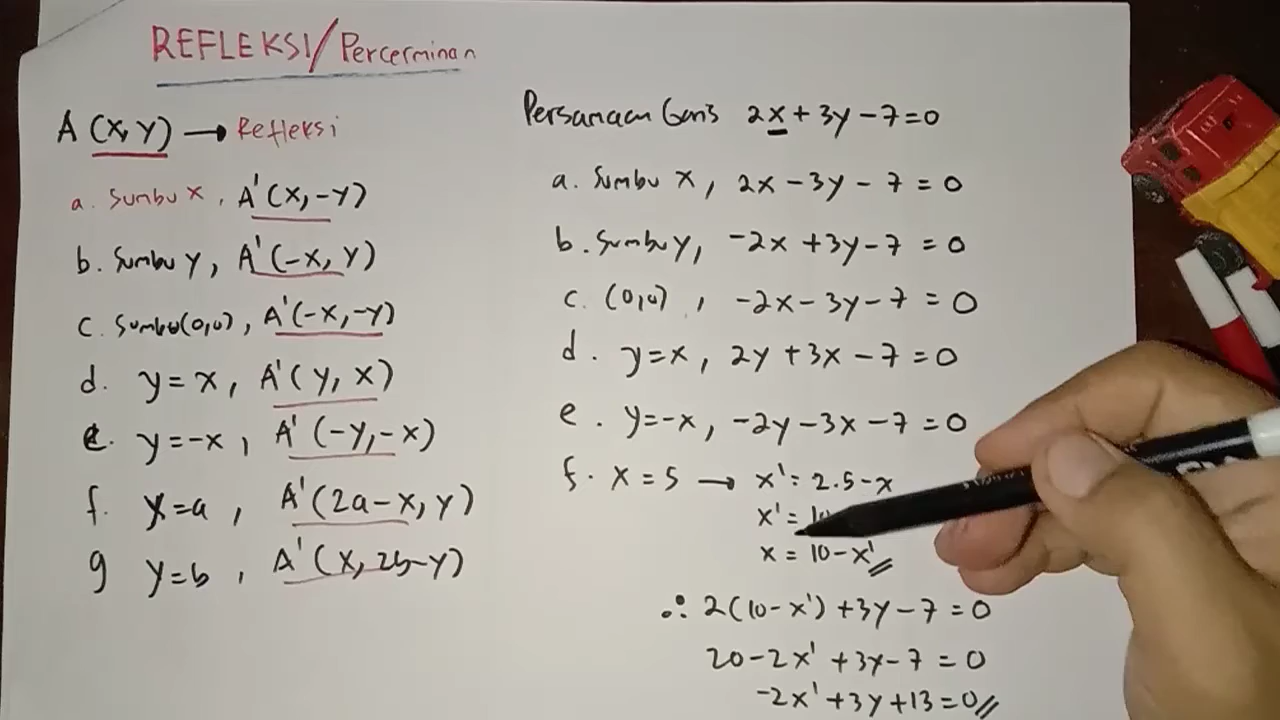 REFLEKSI/Percerminan
A (X,Y) → Refleksi
a. Sumbu X, A'(X,-Y)
b. Sumbu Y, A'(-X, Y)
c. Sumbu (0,0), A'(-X,-Y)
d. y=x, A'(Y, X)
e. y=-x, A'(-Y,-X)
f. X=a, A'(2a-X, Y)
g y=b, A'(X, 2b-Y)
Persamaan Garis 2x+3y-7=0
a. Sumbu X, 2x-3y-7=0
b. Sumbu y, -2x+3y-7=0
c. (0,0), -2x-3y-7=0
d. y=x, 2y+3x-7=0
e. y=-x, -2y-3x-7=0
f. X=5 → x'=2.5-x
x'=
x=10-x'
∴ 2(10-x')+3y-7=0
20-2x'+3y-7=0
-2x'+3y+13=0